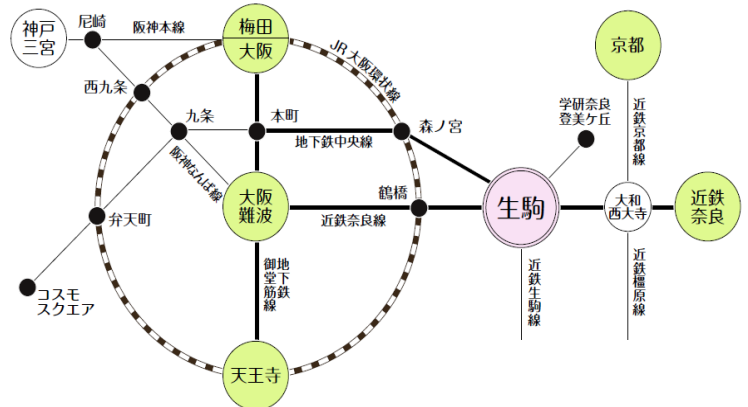 神戸
三宮
尼崎
阪神本線
梅田
大阪
JR大阪環状線
京都
西九条
九条
本町
地下鉄中央線
森ノ宮
学研奈良
登美ケ丘
近鉄京都線
阪神なんば線
大阪
難波
鶴橋
近鉄奈良線
生駒
大和
西大寺
近鉄
奈良
弁天町
コスモ
スクエア
地下鉄
御堂筋線
近鉄生駒線
近鉄橿原線
天王寺